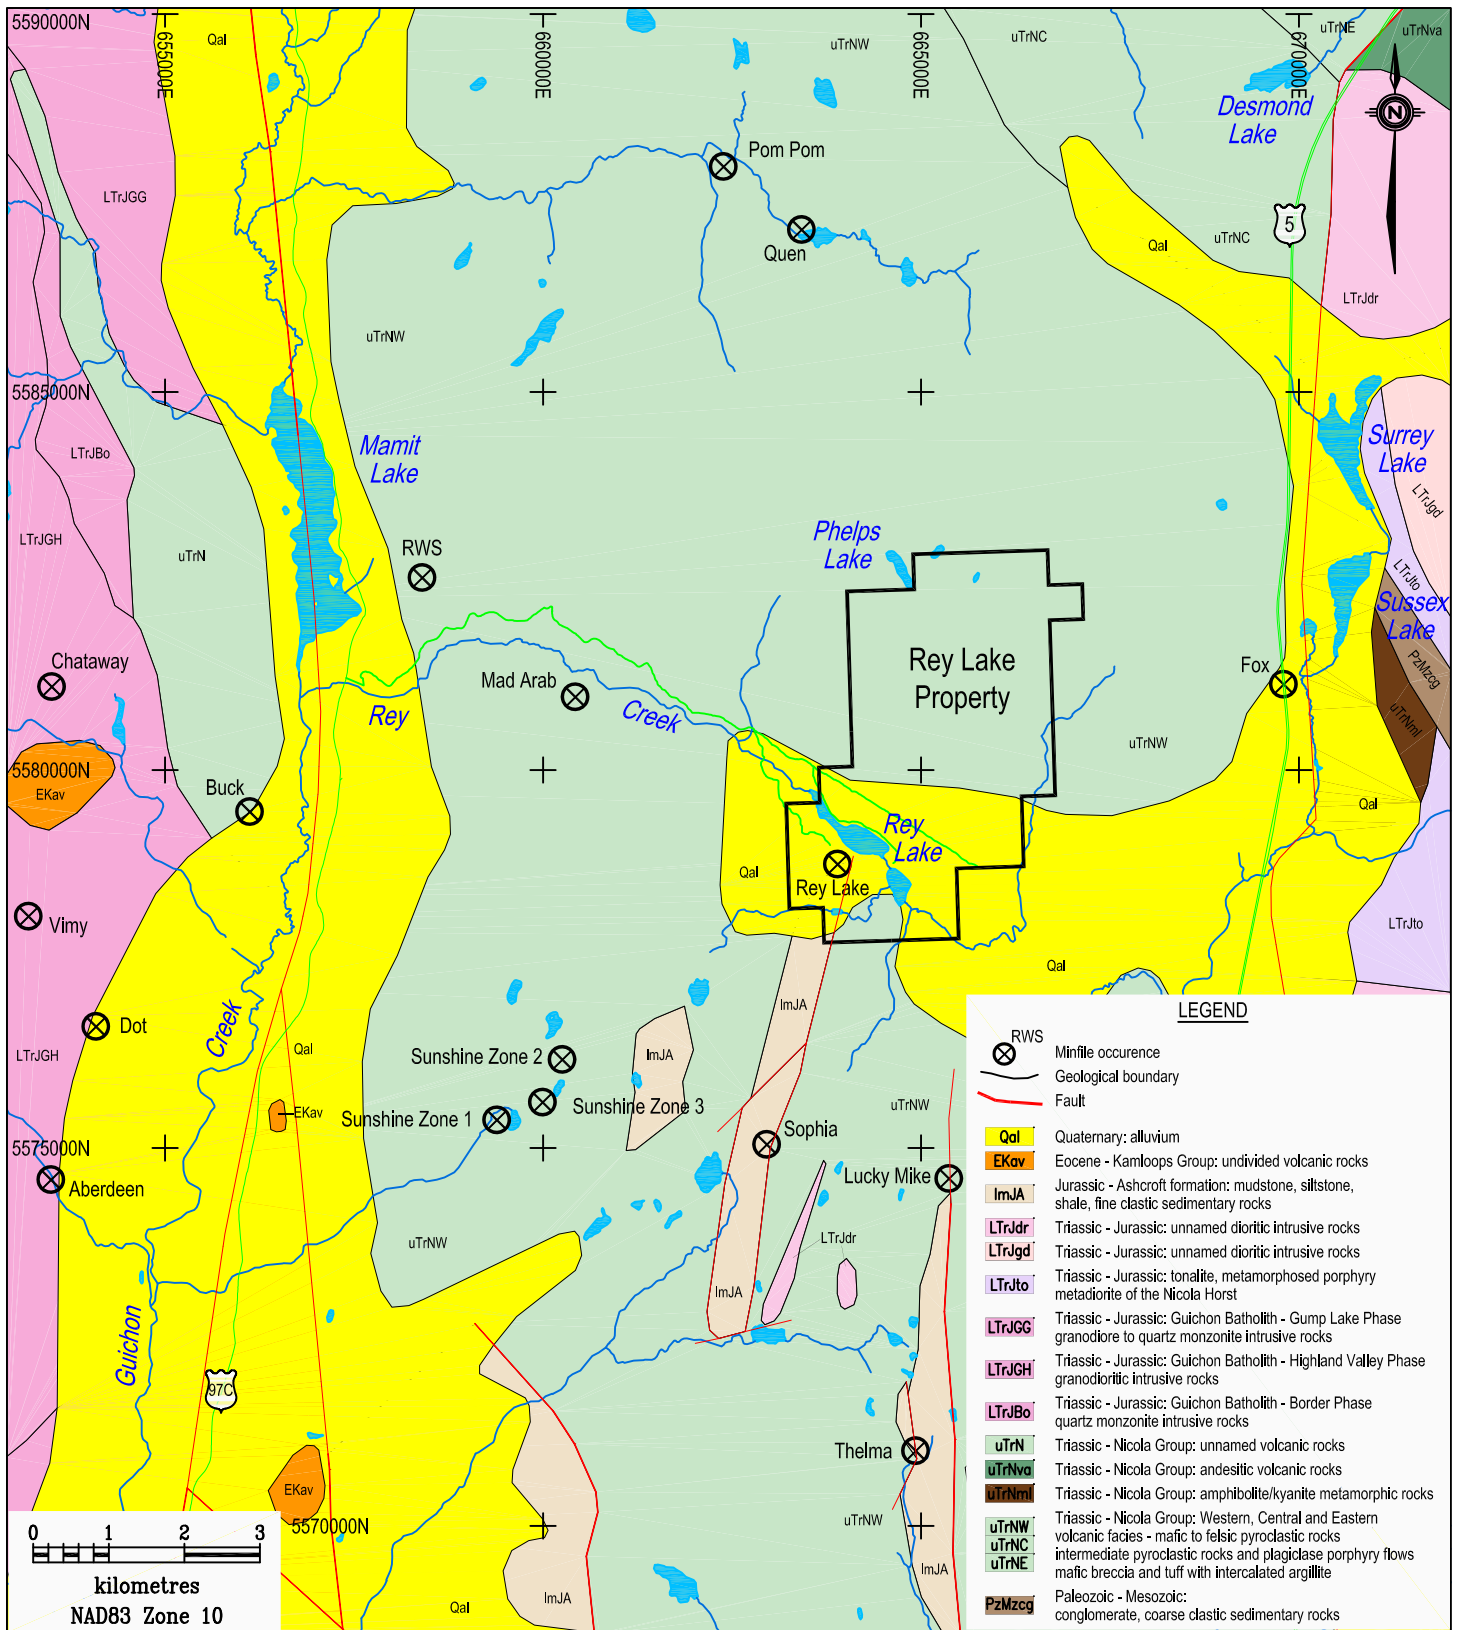 5590000N
655000E
660000E
665000E
670000E
Qal
uTrNW
uTrNC
uTrNE
uTrNva
Desmond
Lake
N
Pom Pom
LTrJGG
5
Quen
Qal
uTrNC
LTrJdr
uTrNW
5585000N
Mamit
Lake
Surrey
Lake
LTrJBo
LTrJgd
LTrJGH
uTrN
RWS
Phelps
Lake
LTrJto
Sussex
Lake
Chataway
Mad Arab
Rey Lake
Property
Fox
PzMzcg
Rey
Creek
uTrNml
uTrNW
5580000N
EKav
Buck
Qal
Rey
Lake
Qal
Rey Lake
Vimy
LTrJto
Qal
Creek
Dot
LTrJGH
Qal
lmJA
lmJA
Sunshine Zone 2
EKav
Sunshine Zone 3
Sunshine Zone 1
uTrNW
5575000N
Sophia
Lucky Mike
Aberdeen
uTrNW
LTrJdr
lmJA
Guichon
97C
Thelma
EKav
5570000N
uTrNW
lmJA
lmJA
Qal
0 1 2 3
kilometres
NAD83 Zone 10
LEGEND
RWS
Minfile occurence
Geological boundary
Fault
Qal Quaternary: alluvium
EKav Eocene - Kamloops Group: undivided volcanic rocks
lmJA Jurassic - Ashcroft formation: mudstone, siltstone,
shale, fine clastic sedimentary rocks
LTrJdr Triassic - Jurassic: unnamed dioritic intrusive rocks
LTrJgd Triassic - Jurassic: unnamed dioritic intrusive rocks
LTrJto Triassic - Jurassic: tonalite, metamorphosed porphyry
metadiorite of the Nicola Horst
LTrJGG Triassic - Jurassic: Guichon Batholith - Gump Lake Phase
granodiore to quartz monzonite intrusive rocks
LTrJGH Triassic - Jurassic: Guichon Batholith - Highland Valley Phase
granodioritic intrusive rocks
LTrJBo Triassic - Jurassic: Guichon Batholith - Border Phase
quartz monzonite intrusive rocks
uTrN Triassic - Nicola Group: unnamed volcanic rocks
uTrNva Triassic - Nicola Group: andesitic volcanic rocks
uTrNml Triassic - Nicola Group: amphibolite/kyanite metamorphic rocks
uTrNW Triassic - Nicola Group: Western, Central and Eastern
volcanic facies - mafic to felsic pyroclastic rocks
uTrNC intermediate pyroclastic rocks and plagiclase porphyry flows
uTrNE mafic breccia and tuff with intercalated argillite
PzMzcg Paleozoic - Mesozoic:
conglomerate, coarse clastic sedimentary rocks